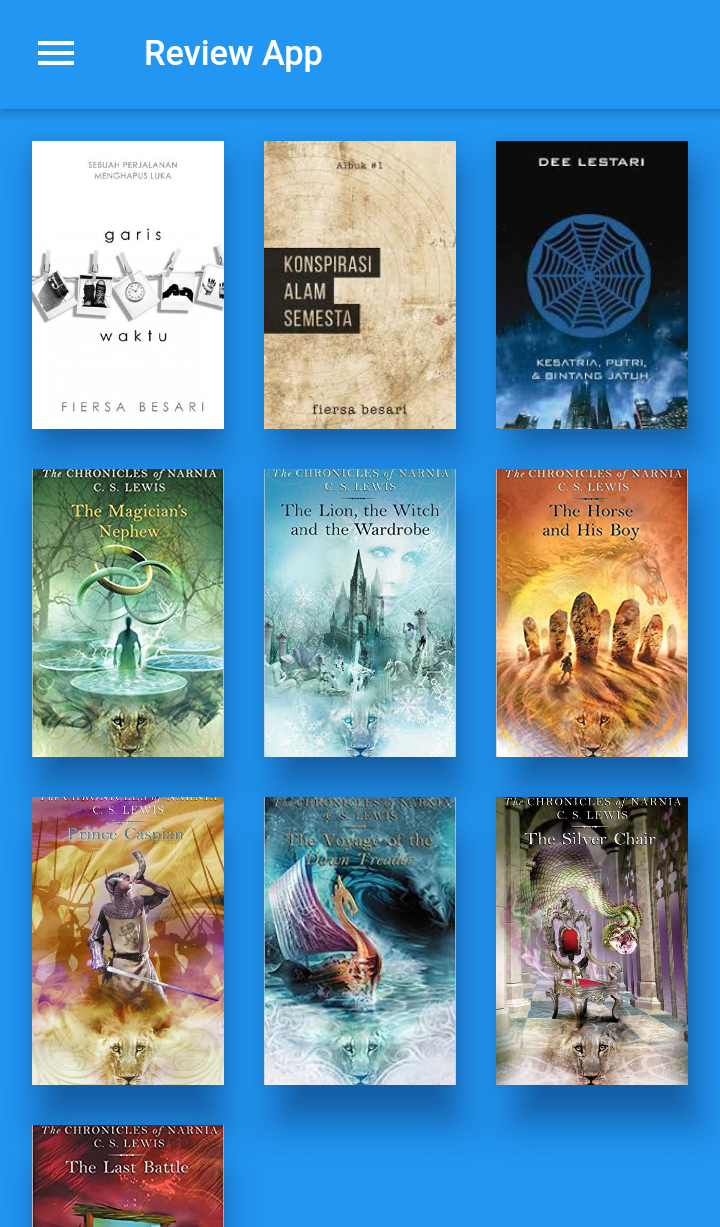 Review App
SEBUAH PERJALANAN
MENGHAPUS LUKA
garis
waktu
FIERSA BESARI
Albuk #1
KONSPIRASI
ALAM
SEMESTA
fiersa besari
DEE LESTARI
KESATRIA, PUTRI,
& BINTANG JATUH
The CHRONICLES of NARNIA
C. S. LEWIS
The Magician's
Nephew
The CHRONICLES of NARNIA
C. S. LEWIS
The Lion, the Witch
and the Wardrobe
The CHRONICLES of NARNIA
C. S. LEWIS
The Horse
and His Boy
The CHRONICLES of NARNIA
C. S. LEWIS
Prince Caspian
The CHRONICLES of NARNIA
C. S. LEWIS
The Voyage of the
Dawn Treader
The CHRONICLES of NARNIA
C. S. LEWIS
The Silver Chair
The CHRONICLES of NARNIA
C. S. LEWIS
The Last Battle